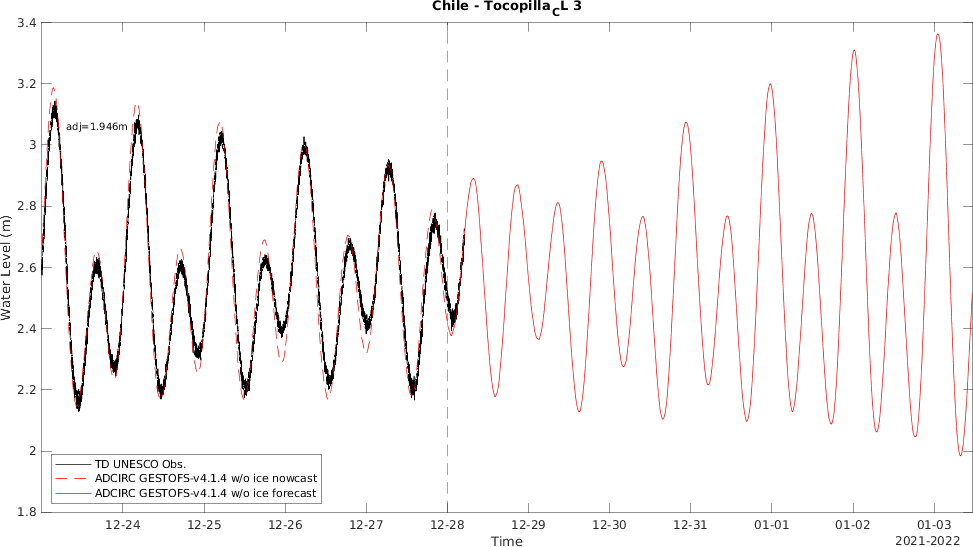 Chile - Tocopilla_CL 3
3.4
3.2
3
2.8
2.6
2.4
2.2
2
1.8
Water Level (m)
adj=1.946m
TD UNESCO Obs.
ADCIRC GESTOFS-v4.1.4 w/o ice nowcast
ADCIRC GESTOFS-v4.1.4 w/o ice forecast
12-24 12-25 12-26 12-27 12-28 12-29 12-30 12-31 01-01 01-02 01-03
Time
2021-2022